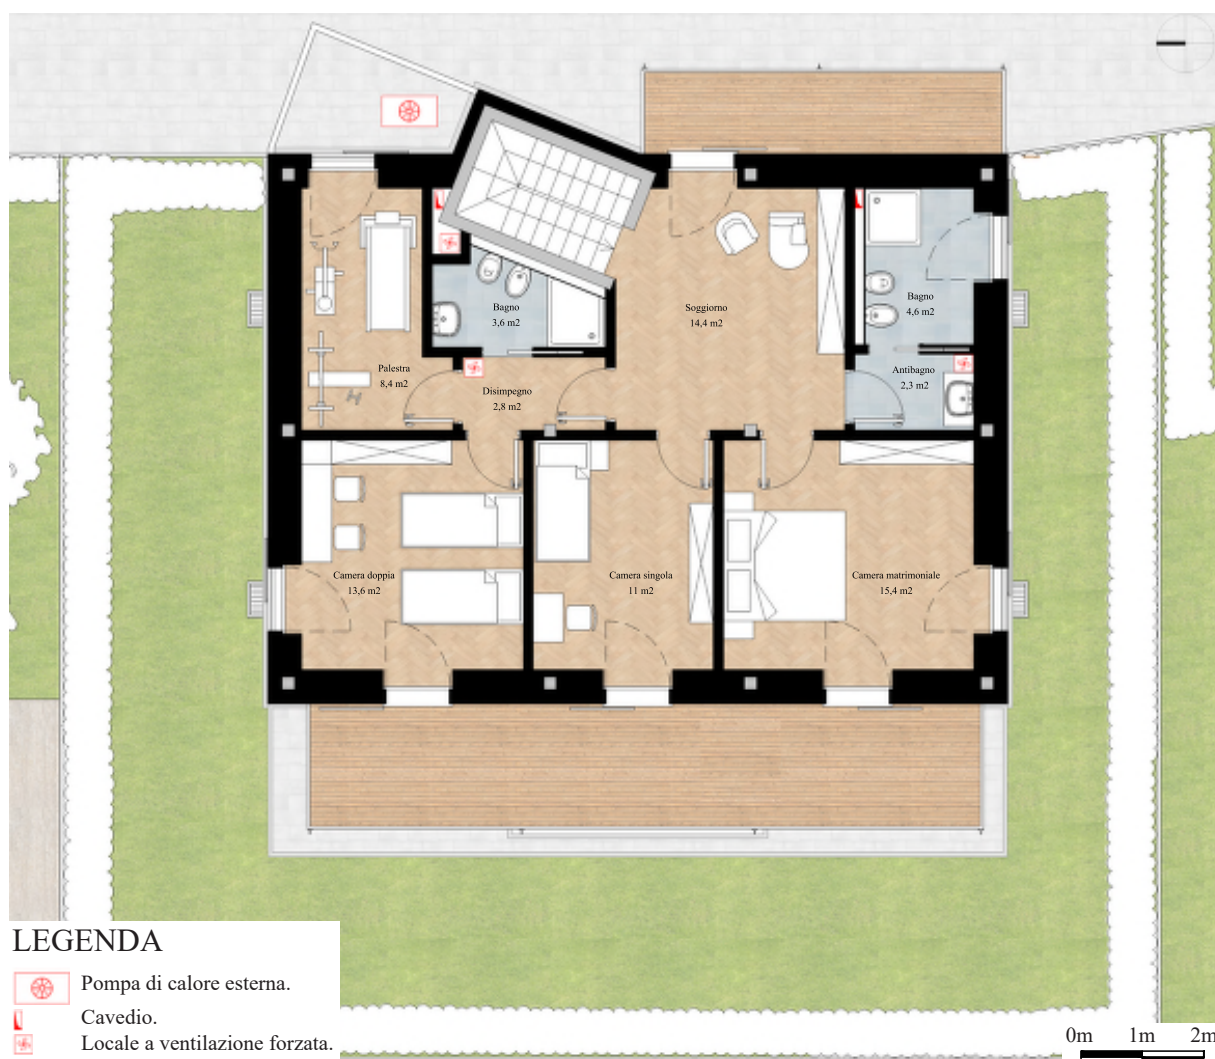 Bagno
3,6 m2
Soggiorno
14,4 m2
Bagno
4,6 m2
Palestra
8,4 m2
Disimpegno
2,8 m2
Antibagno
2,3 m2
Camera doppia
13,6 m2
Camera singola
11 m2
Camera matrimoniale
15,4 m2
LEGENDA
Pompa di calore esterna.
Cavedio.
Locale a ventilazione forzata.
0m 1m 2m